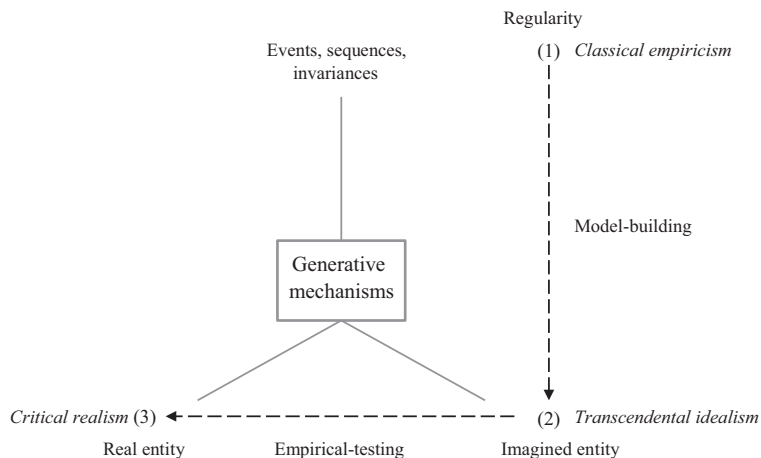 Regularity
Events, sequences,
invariances
(1) Classical empiricism
Model-building
Generative
mechanisms
Critical realism (3)
(2) Transcendental idealism
Real entity
Empirical-testing
Imagined entity